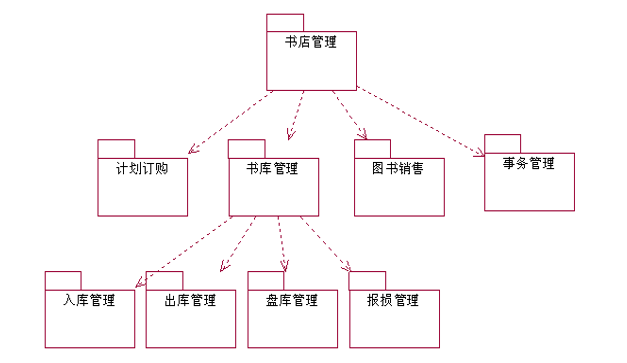 书店管理
计划订购
书库管理
图书销售
事务管理
入库管理
出库管理
盘库管理
报损管理